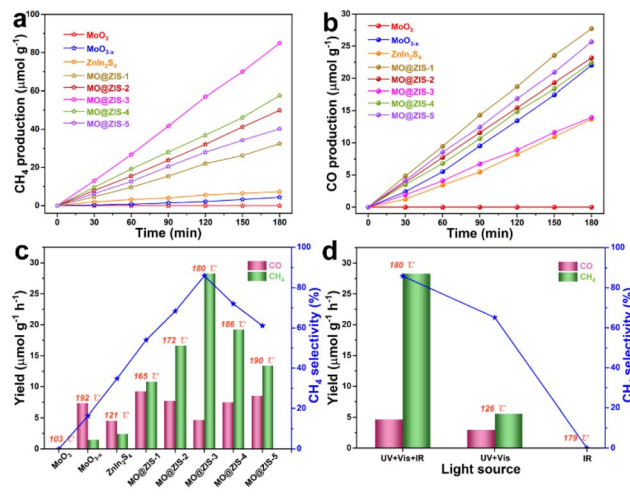 a
CH₄ production (μmol g⁻¹)
100
80
60
40
20
0
MoO₃
MoO₃₋ₓ
ZnIn₂S₄
MO@ZIS-1
MO@ZIS-2
MO@ZIS-3
MO@ZIS-4
MO@ZIS-5
0 30 60 90 120 150 180
Time (min)
b
CO production (μmol g⁻¹)
30
25
20
15
10
5
0
MoO₃
MoO₃₋ₓ
ZnIn₂S₄
MO@ZIS-1
MO@ZIS-2
MO@ZIS-3
MO@ZIS-4
MO@ZIS-5
0 30 60 90 120 150 180
Time (min)
c
Yield (μmol g⁻¹ h⁻¹)
30
25
20
15
10
5
0
CO
CH₄
103 ℃
192 ℃
121 ℃
165 ℃
172 ℃
180 ℃
186 ℃
190 ℃
100
80
60
40
20
0
CH₄ selectivity (%)
MoO₃
MoO₃₋ₓ
ZnIn₂S₄
MO@ZIS-1
MO@ZIS-2
MO@ZIS-3
MO@ZIS-4
MO@ZIS-5
d
Yield (μmol g⁻¹ h⁻¹)
30
25
20
15
10
5
0
CO
CH₄
180 ℃
126 ℃
179 ℃
100
80
60
40
20
0
CH₄ selectivity (%)
UV+Vis+IR UV+Vis IR
Light source